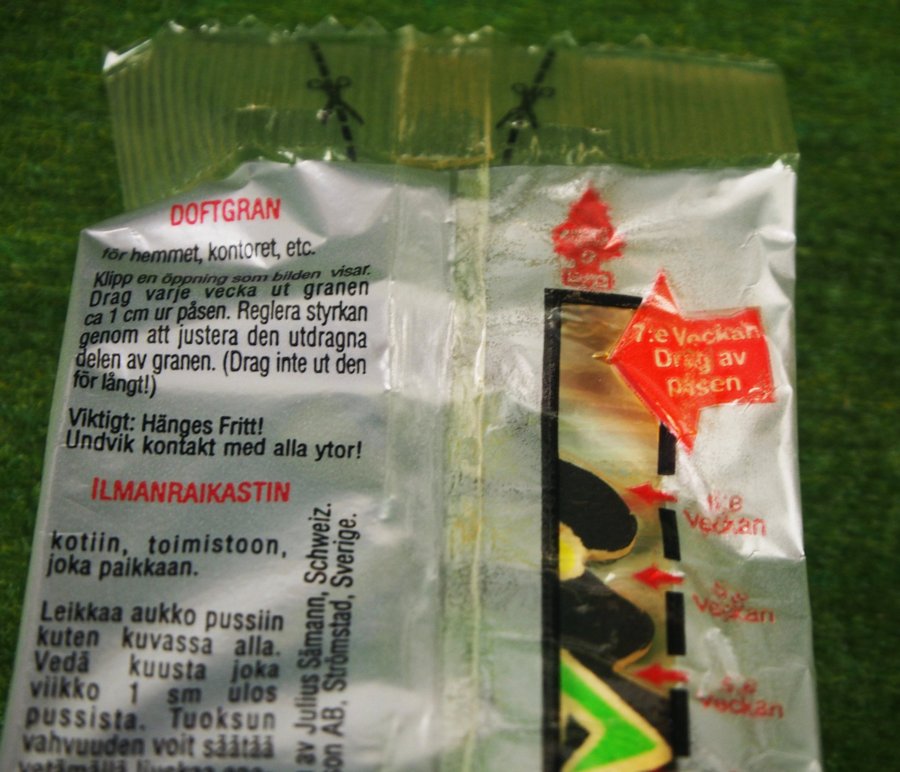 DOFTGRAN
för hemmet, kontoret, etc.
Klipp en öppning som bilden visar.
Drag varje vecka ut granen
ca 1 cm ur påsen. Reglera styrkan
genom att justera den utdragna
delen av granen. (Drag inte ut den
för långt!)
Viktigt: Hänges Fritt!
Undvik kontakt med alla ytor!
ILMANRAIKASTIN
kotiin, toimistoon,
joka paikkaan.
Leikkaa aukko pussiin
kuten kuvassa alla.
Vedä kuusta joka
viikko 1 sm ulos
pussista. Tuoksun
vahvuuden voit säätää
av Julius Sämann, Schweiz.
son AB, Strömstad, Sverige.
7:e Veckan
Drag av
påsen
6:e
Veckan
5:e
Veckan
Veckan